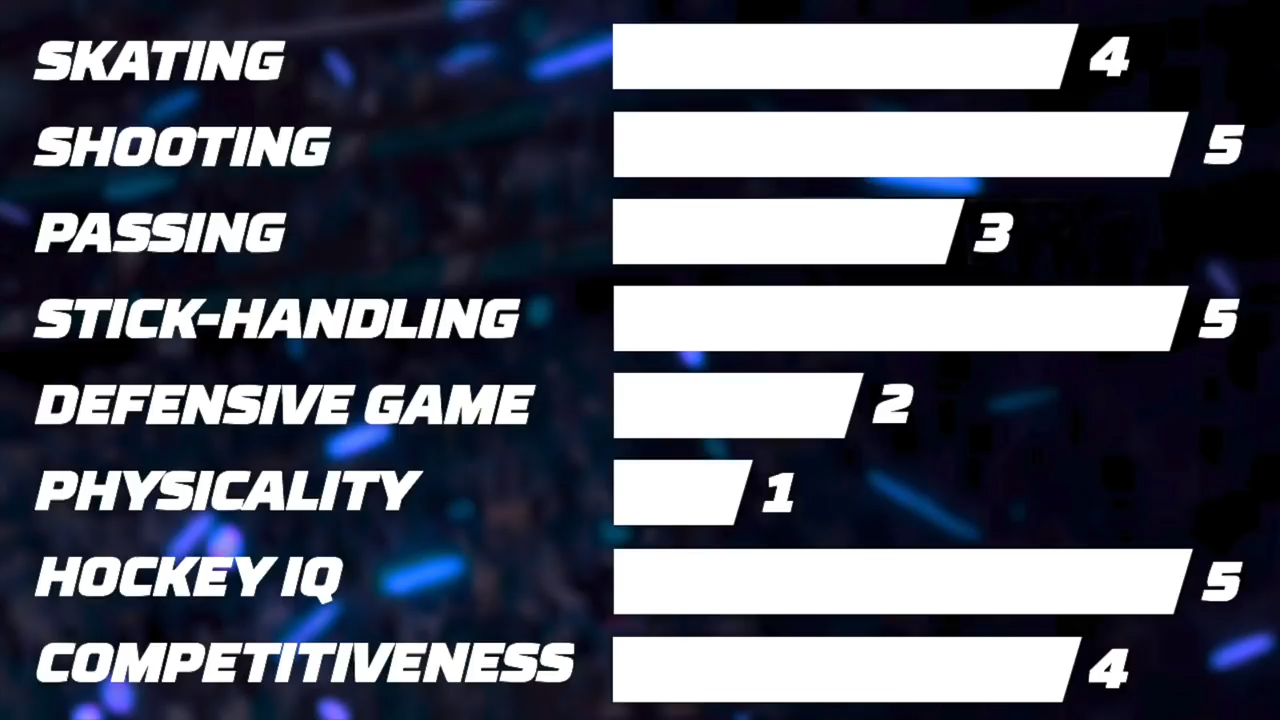 SKATING 4
SHOOTING 5
PASSING 3
STICK-HANDLING 5
DEFENSIVE GAME 2
PHYSICALITY 1
HOCKEY IQ 5
COMPETITIVENESS 4